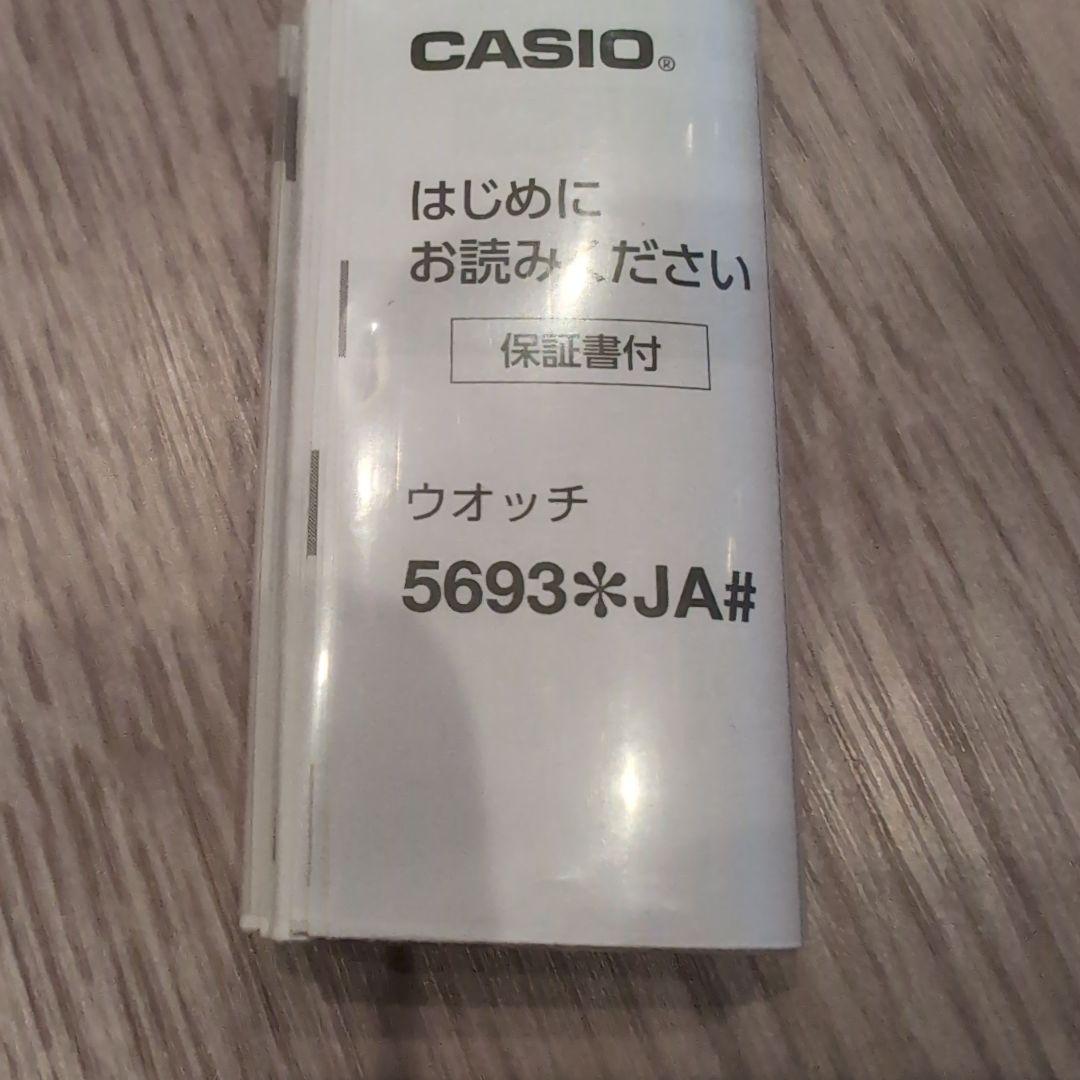 CASIO®
はじめに
お読みください
保証書付
ウオッチ
5693＊JA#